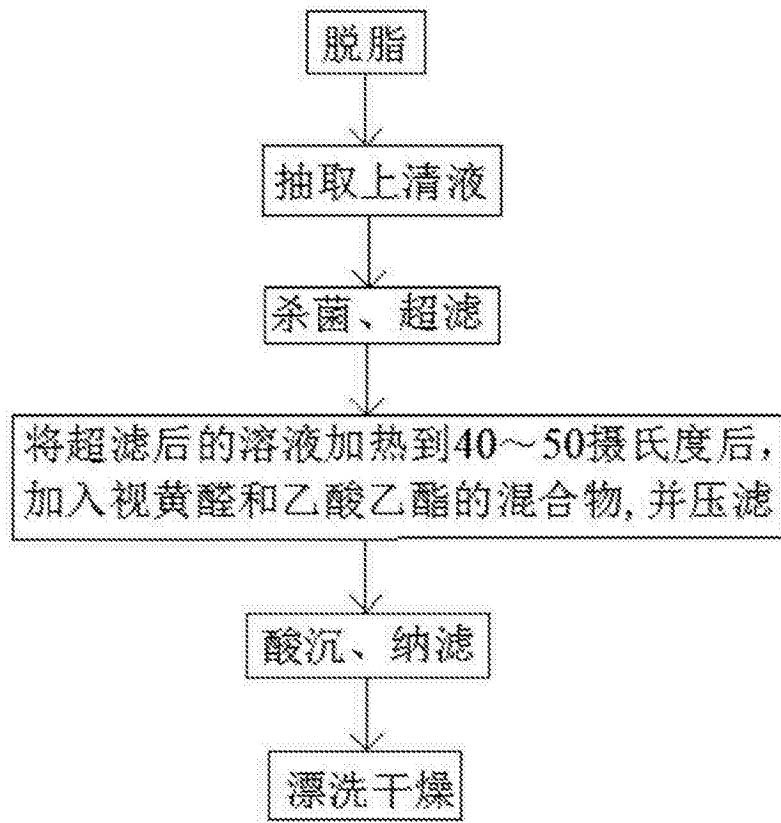 脱脂
抽取上清液
杀菌、超滤
将超滤后的溶液加热到40～50摄氏度后，
加入视黄醛和乙酸乙酯的混合物, 并压滤
酸沉、纳滤
漂洗干燥